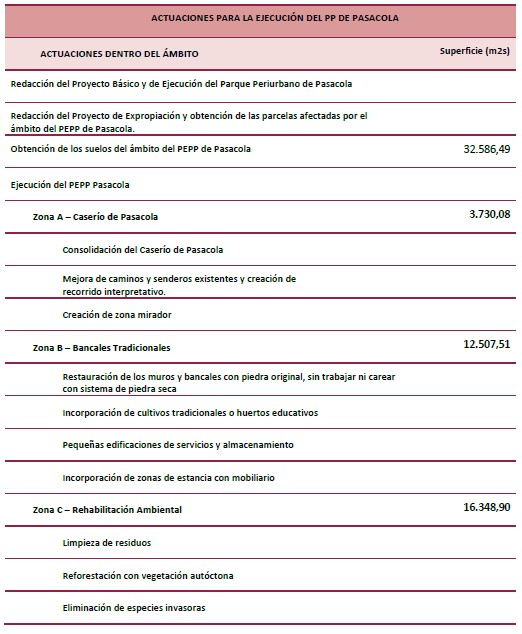 ACTUACIONES PARA LA EJECUCIÓN DEL PP DE PASACOLA
ACTUACIONES DENTRO DEL ÁMBITO Superficie (m2s)
Redacción del Proyecto Básico y de Ejecución del Parque Periurbano de Pasacola
Redacción del Proyecto de Expropiación y obtención de las parcelas afectadas por el
ámbito del PEPP de Pasacola.
Obtención de los suelos del ámbito del PEPP de Pasacola 32.586,49
Ejecución del PEPP Pasacola
Zona A – Caserío de Pasacola 3.730,08
Consolidación del Caserío de Pasacola
Mejora de caminos y senderos existentes y creación de
recorrido interpretativo.
Creación de zona mirador
Zona B – Bancales Tradicionales 12.507,51
Restauración de los muros y bancales con piedra original, sin trabajar ni carear
con sistema de piedra seca
Incorporación de cultivos tradicionales o huertos educativos
Pequeñas edificaciones de servicios y almacenamiento
Incorporación de zonas de estancia con mobiliario
Zona C – Rehabilitación Ambiental 16.348,90
Limpieza de residuos
Reforestación con vegetación autóctona
Eliminación de especies invasoras